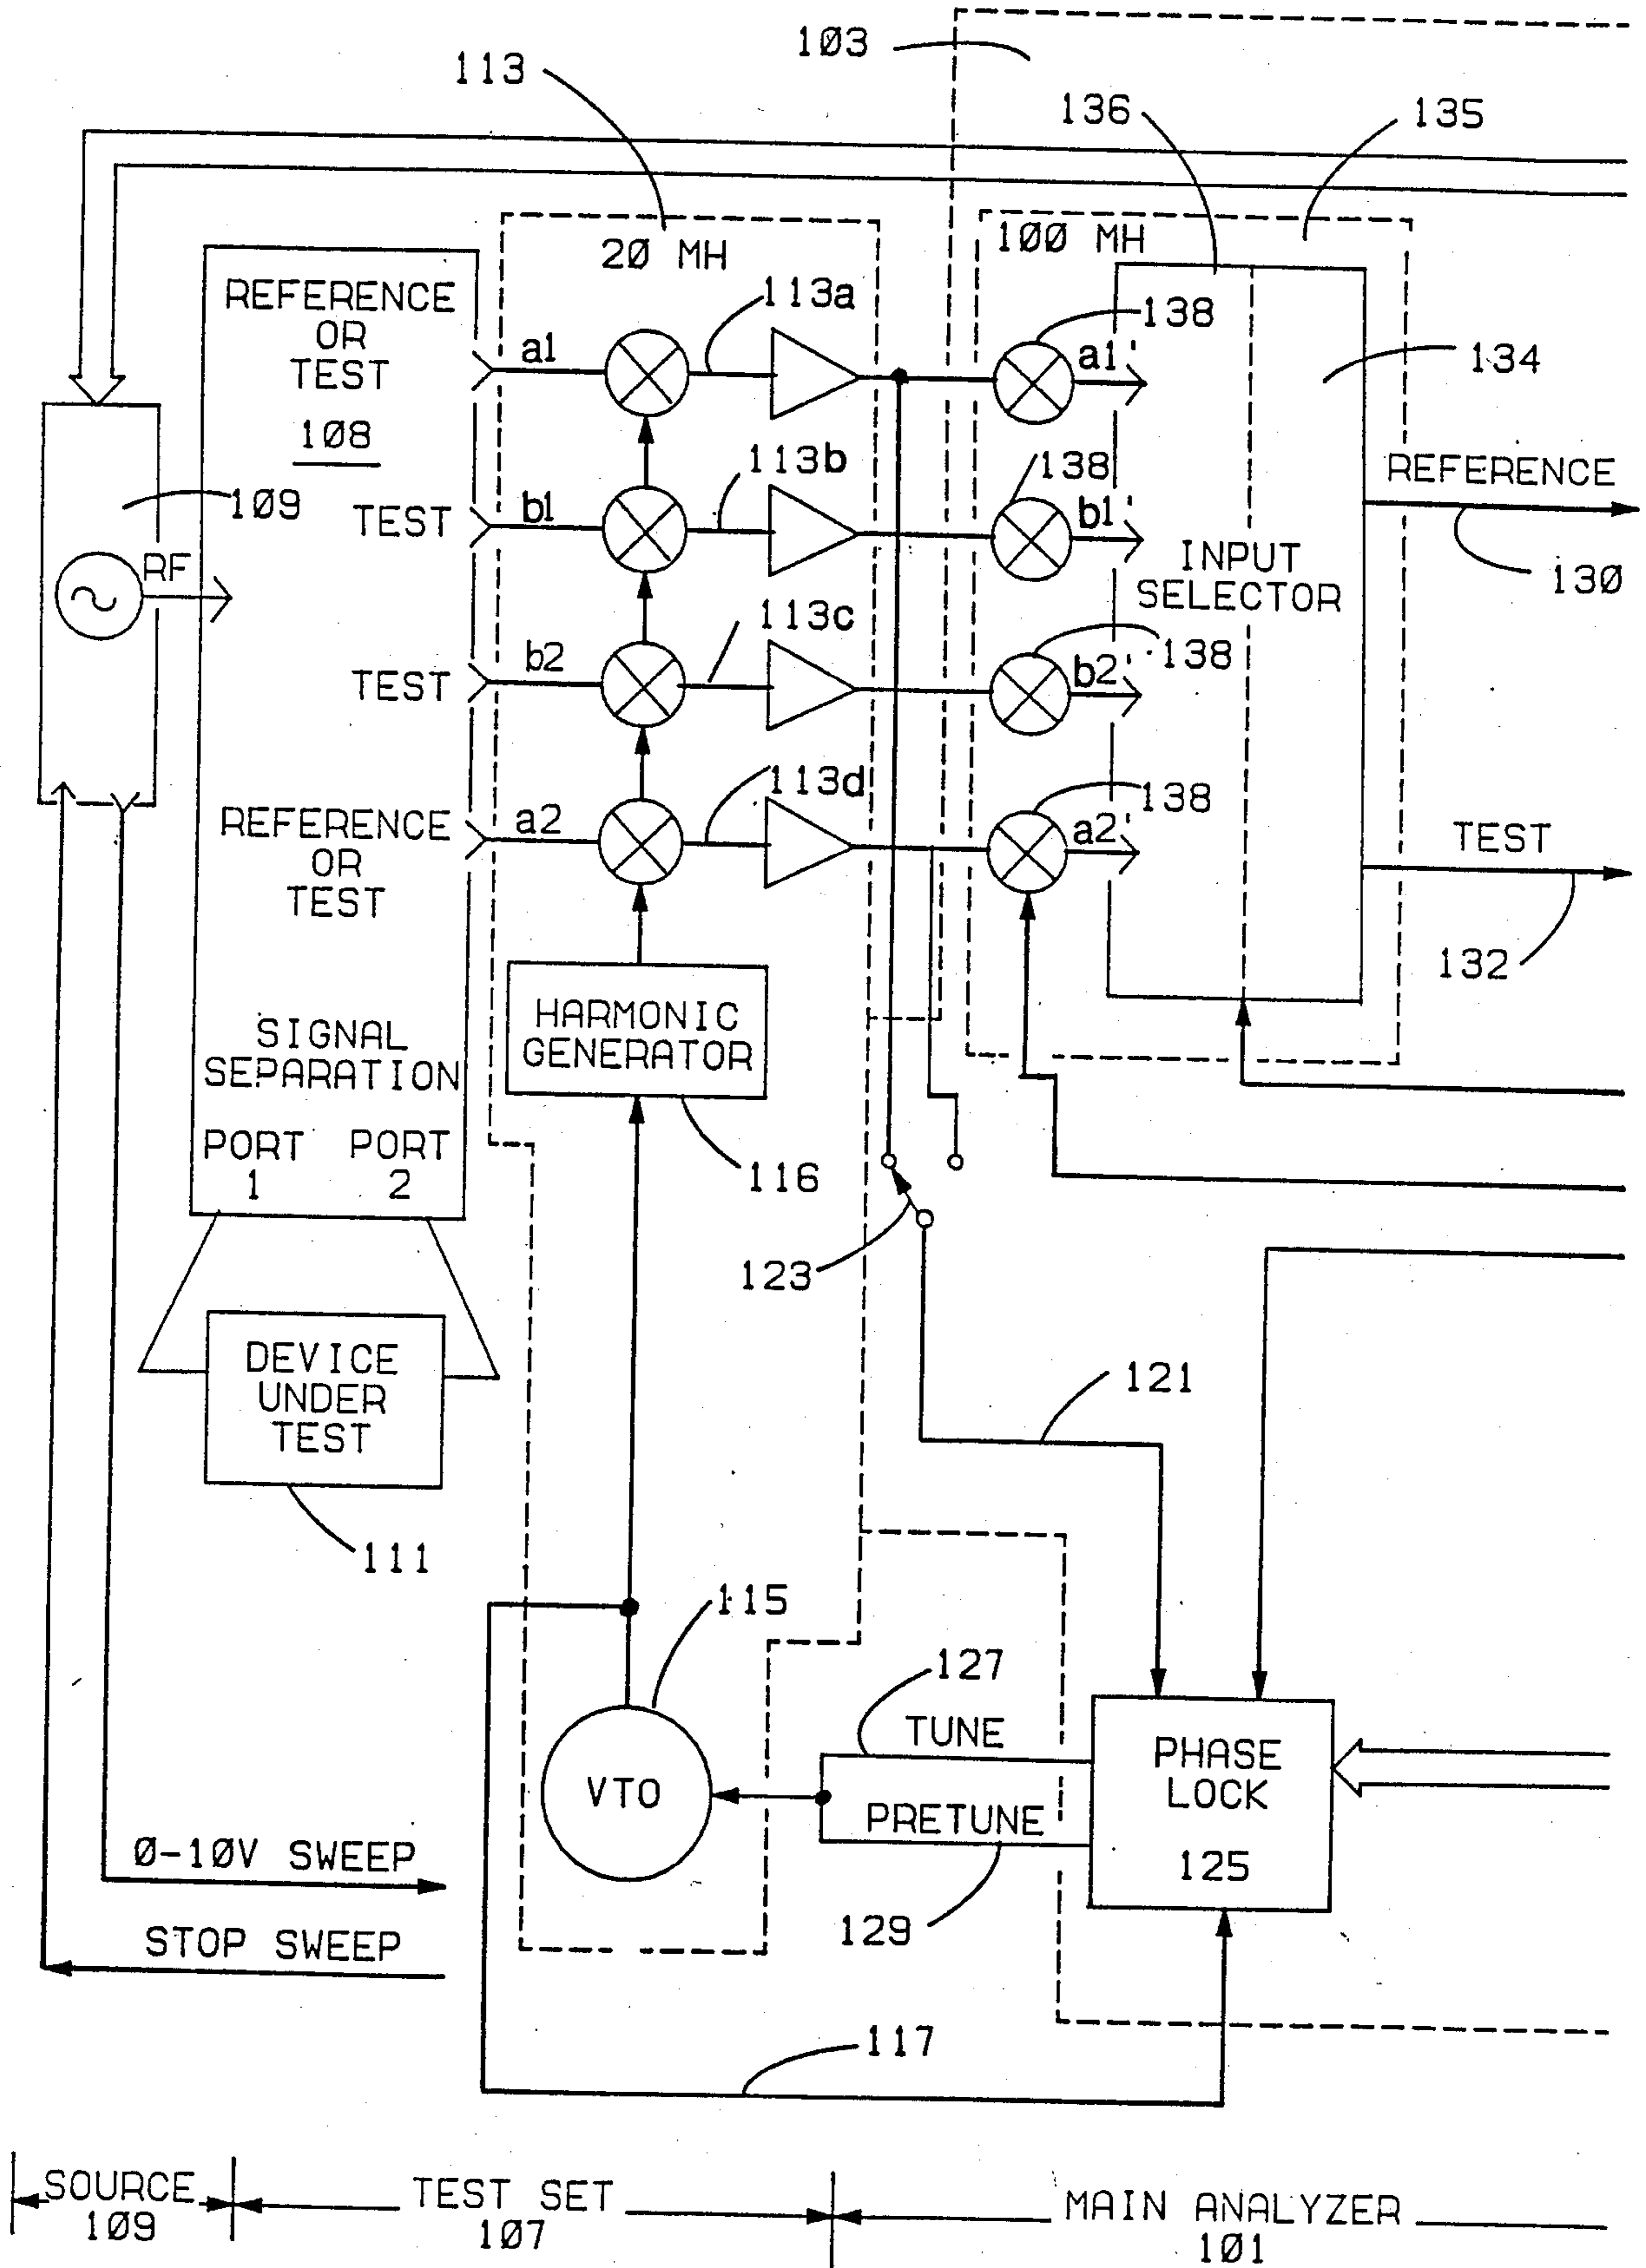 103
113
136
135
20 MH
100 MH
REFERENCE
OR
TEST
108
a1
113a
138
a1'
134
109
TEST
b1
113b
138
b1'
REFERENCE
130
RF
INPUT
SELECTOR
TEST
b2
113c
138
b2'
REFERENCE
OR
TEST
a2
113d
138
a2'
TEST
132
HARMONIC
GENERATOR
116
SIGNAL
SEPARATION
PORT
1
PORT
2
123
DEVICE
UNDER
TEST
111
121
115
127
TUNE
VTO
PRETUNE
129
PHASE
LOCK
125
0-10V SWEEP
STOP SWEEP
117
SOURCE
109
TEST SET
107
MAIN ANALYZER
101